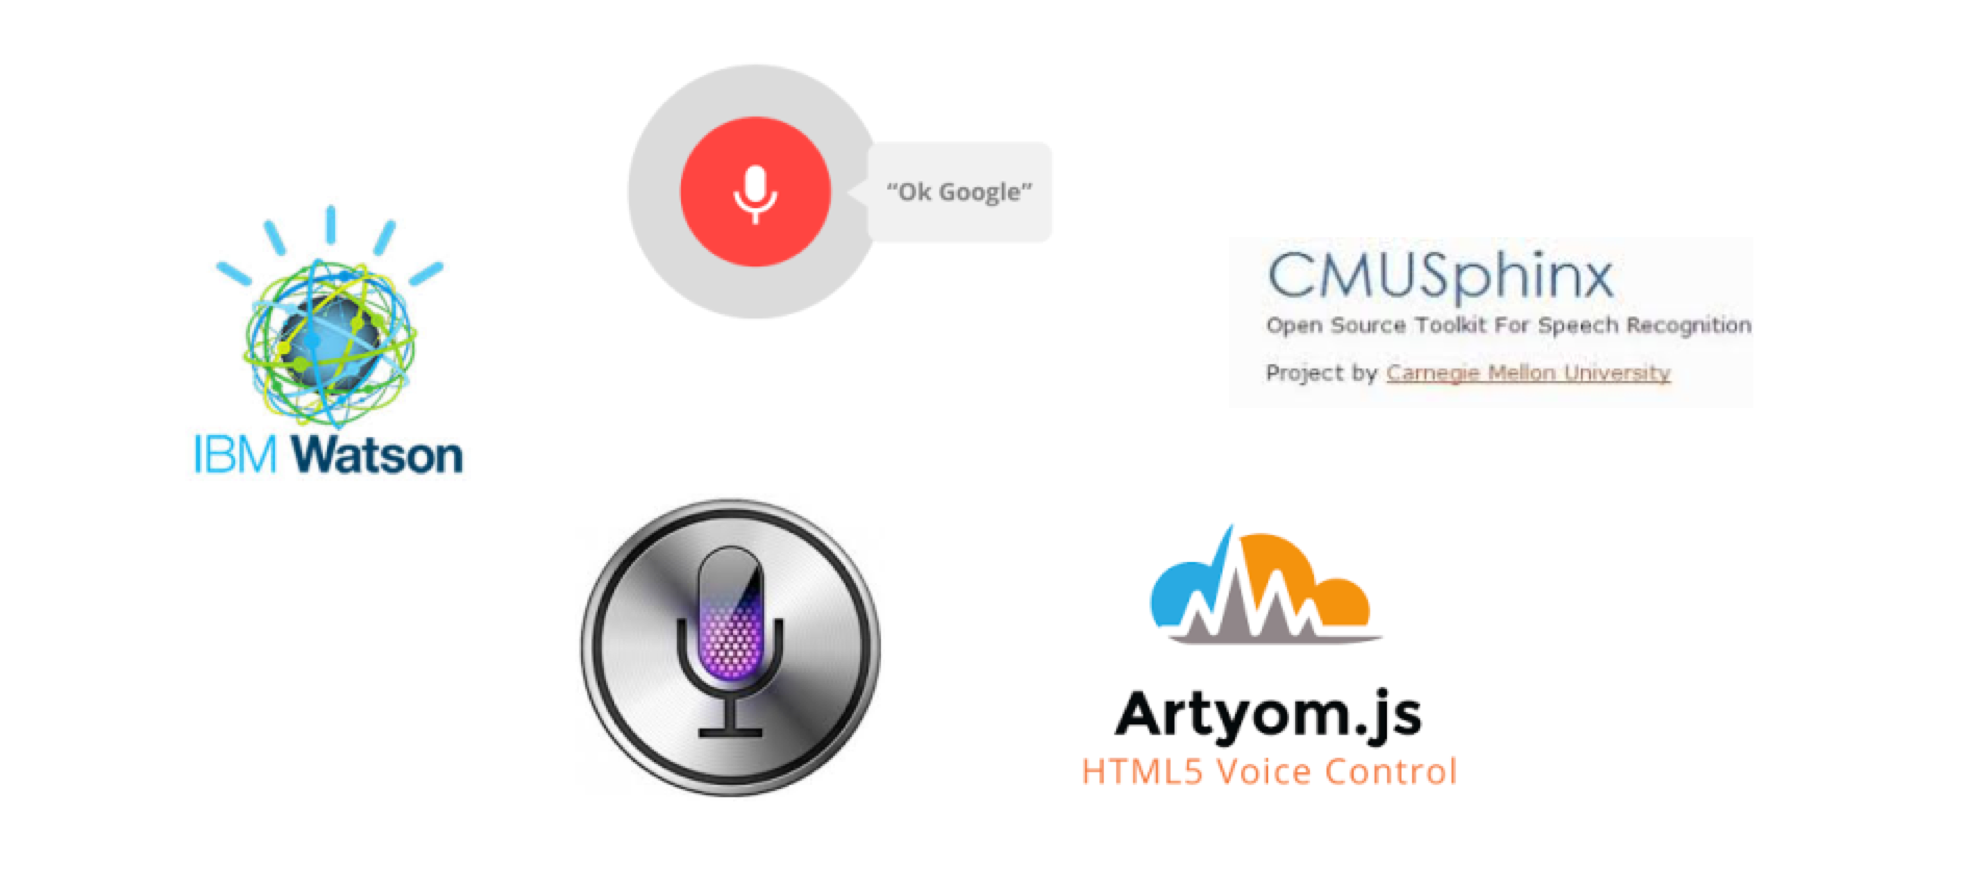 “Ok Google”
IBM Watson
CMUSphinx
Open Source Toolkit For Speech Recognition
Project by Carnegie Mellon University
Artyom.js
HTML5 Voice Control